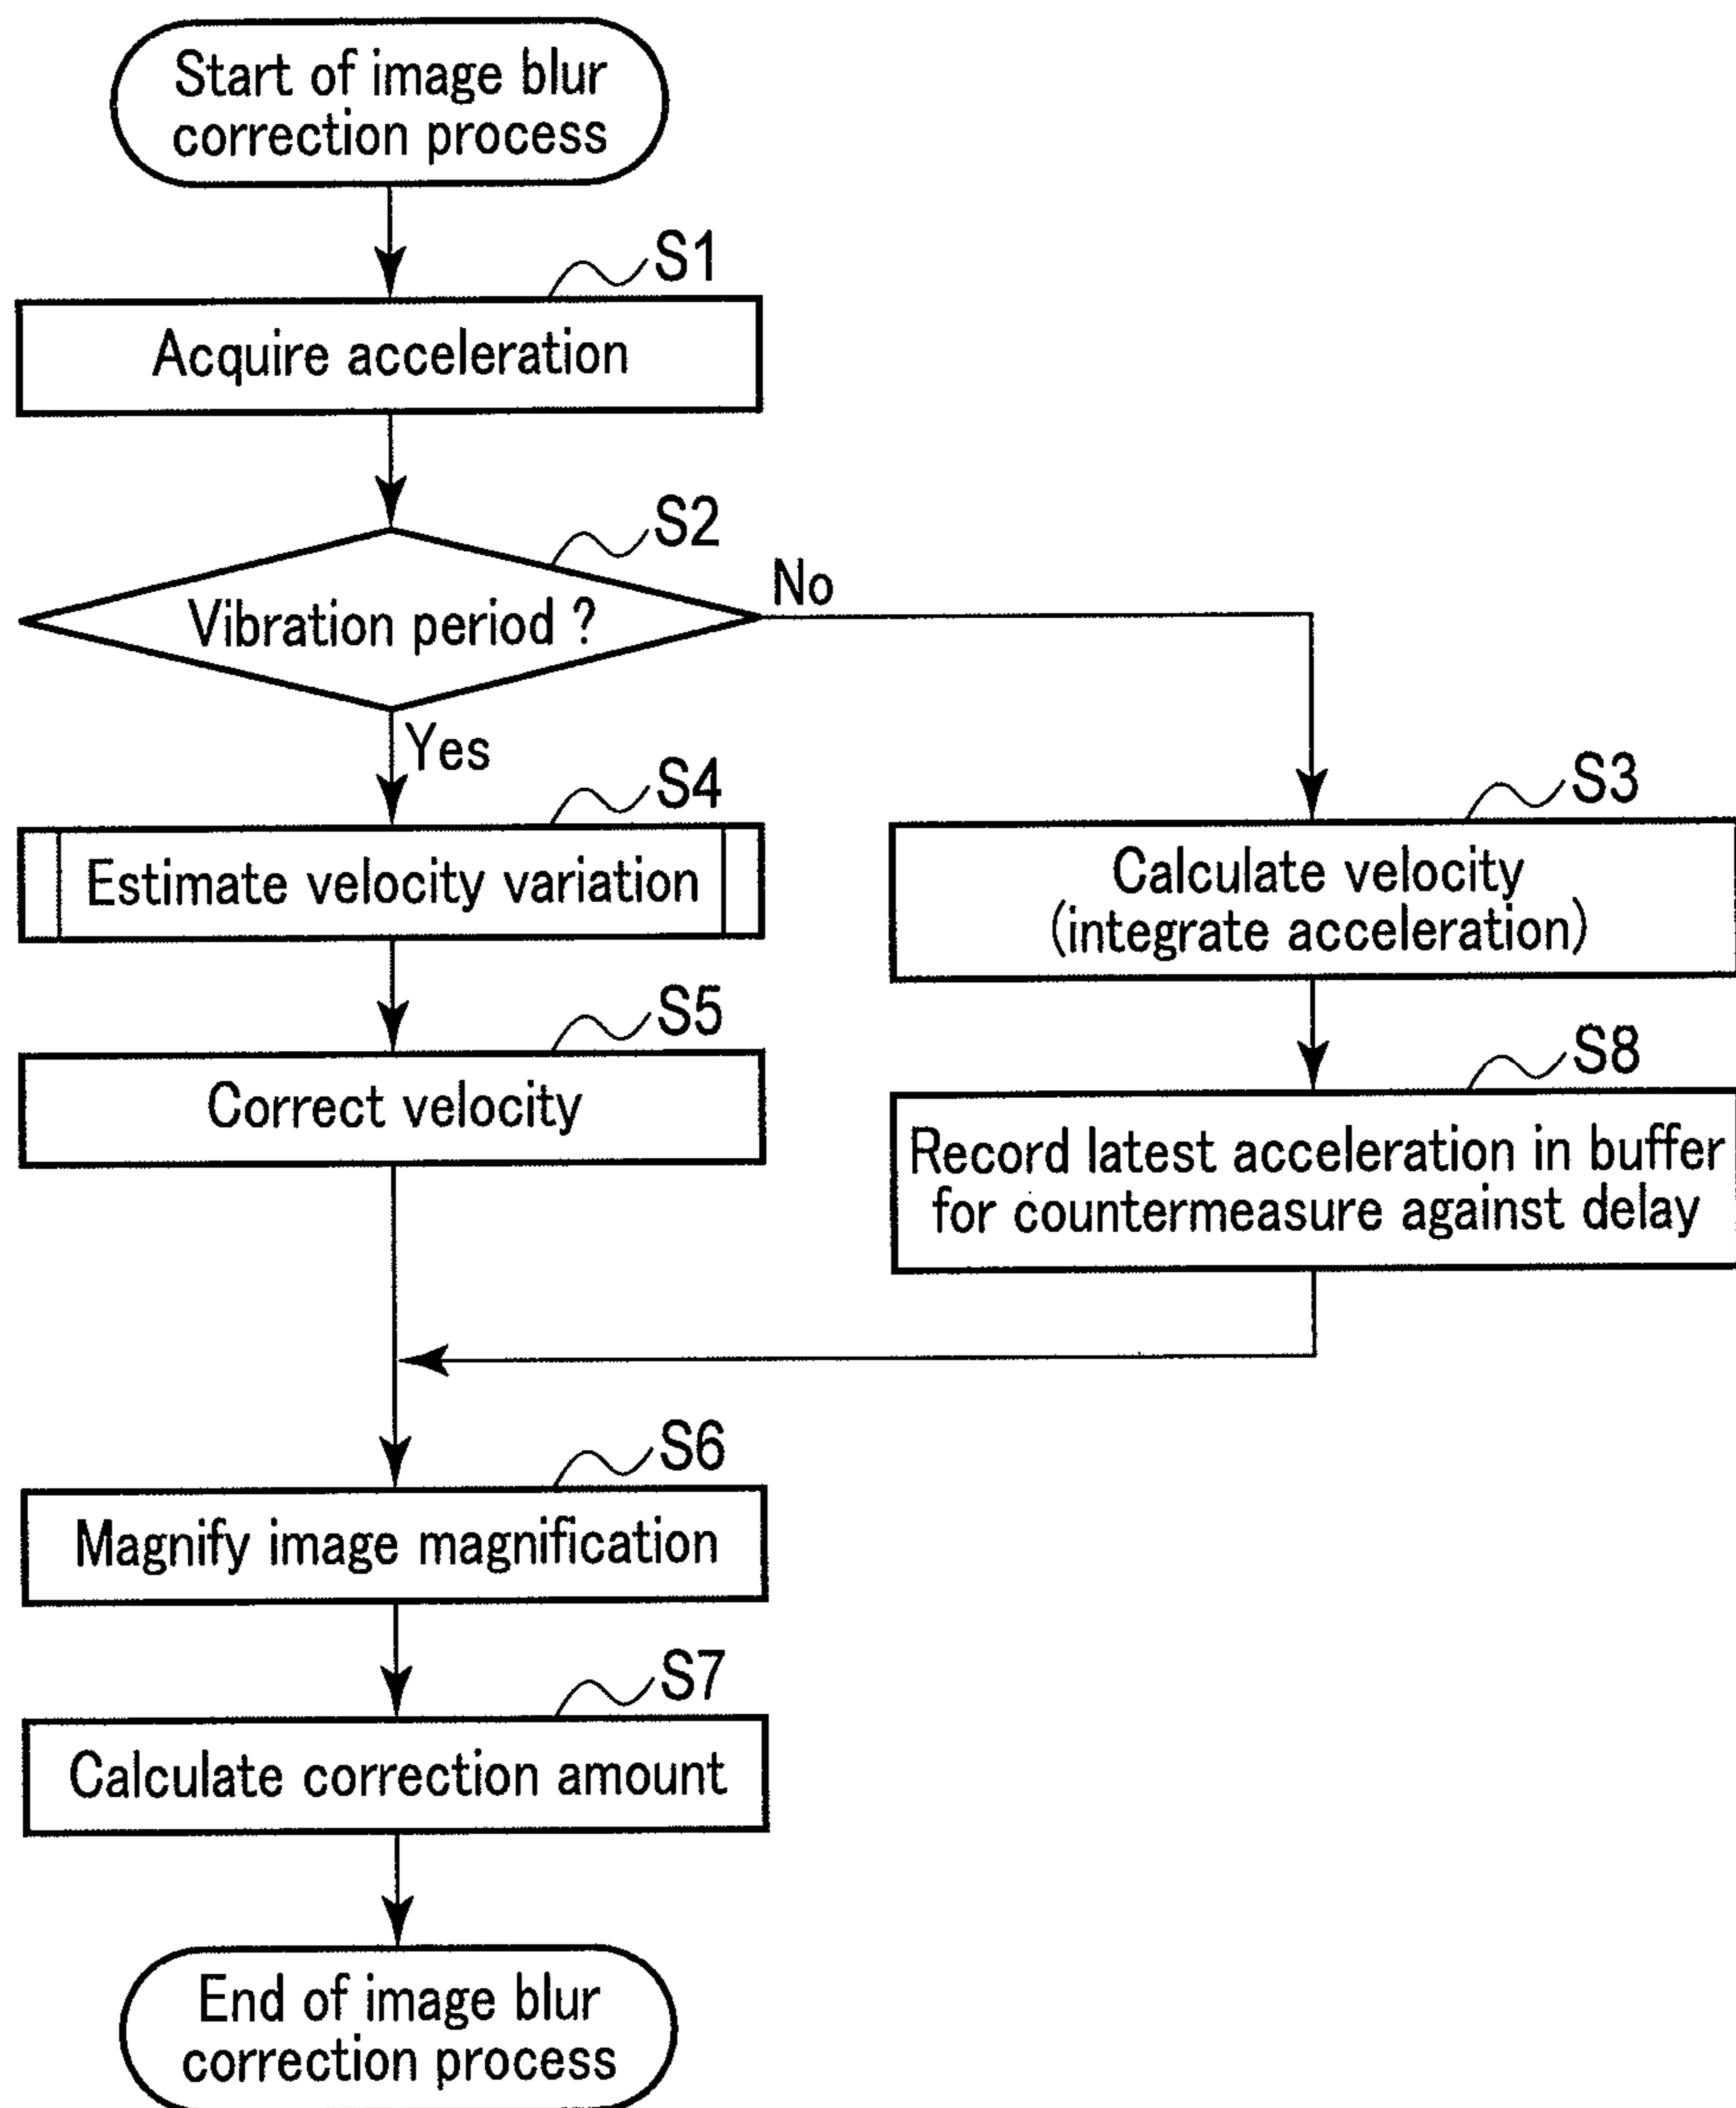 Start of image blur
correction process
S1
Acquire acceleration
S2
Vibration period ?
No
Yes
S4
Estimate velocity variation
S3
Calculate velocity
(integrate acceleration)
S5
Correct velocity
S8
Record latest acceleration in buffer
for countermeasure against delay
S6
Magnify image magnification
S7
Calculate correction amount
End of image blur
correction process